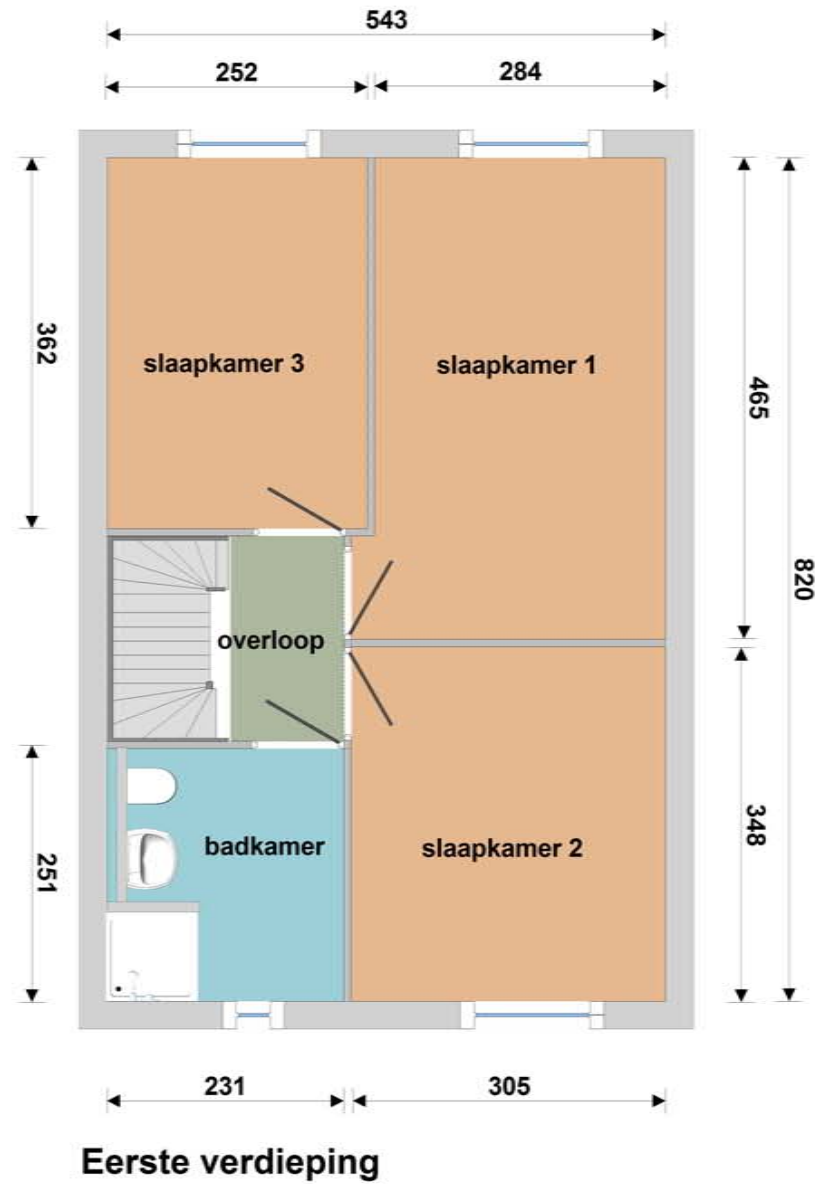 543
252
284
362
slaapkamer 3
slaapkamer 1
465
820
overloop
badkamer
slaapkamer 2
348
251
231
305
Eerste verdieping